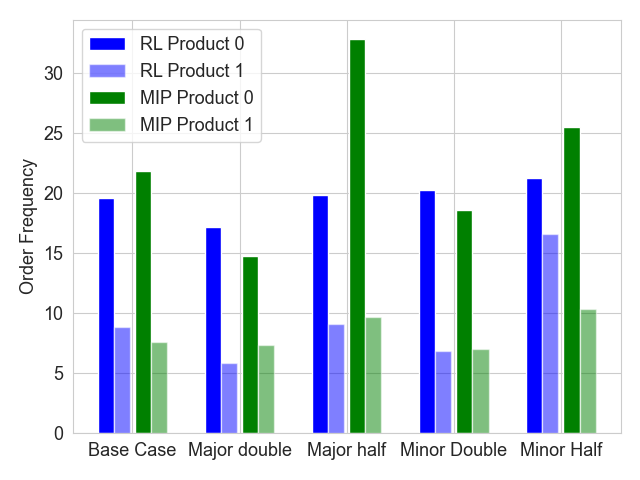 RL Product 0
RL Product 1
MIP Product 0
MIP Product 1
Order Frequency
30
25
20
15
10
5
0
Base Case Major double Major half Minor Double Minor Half